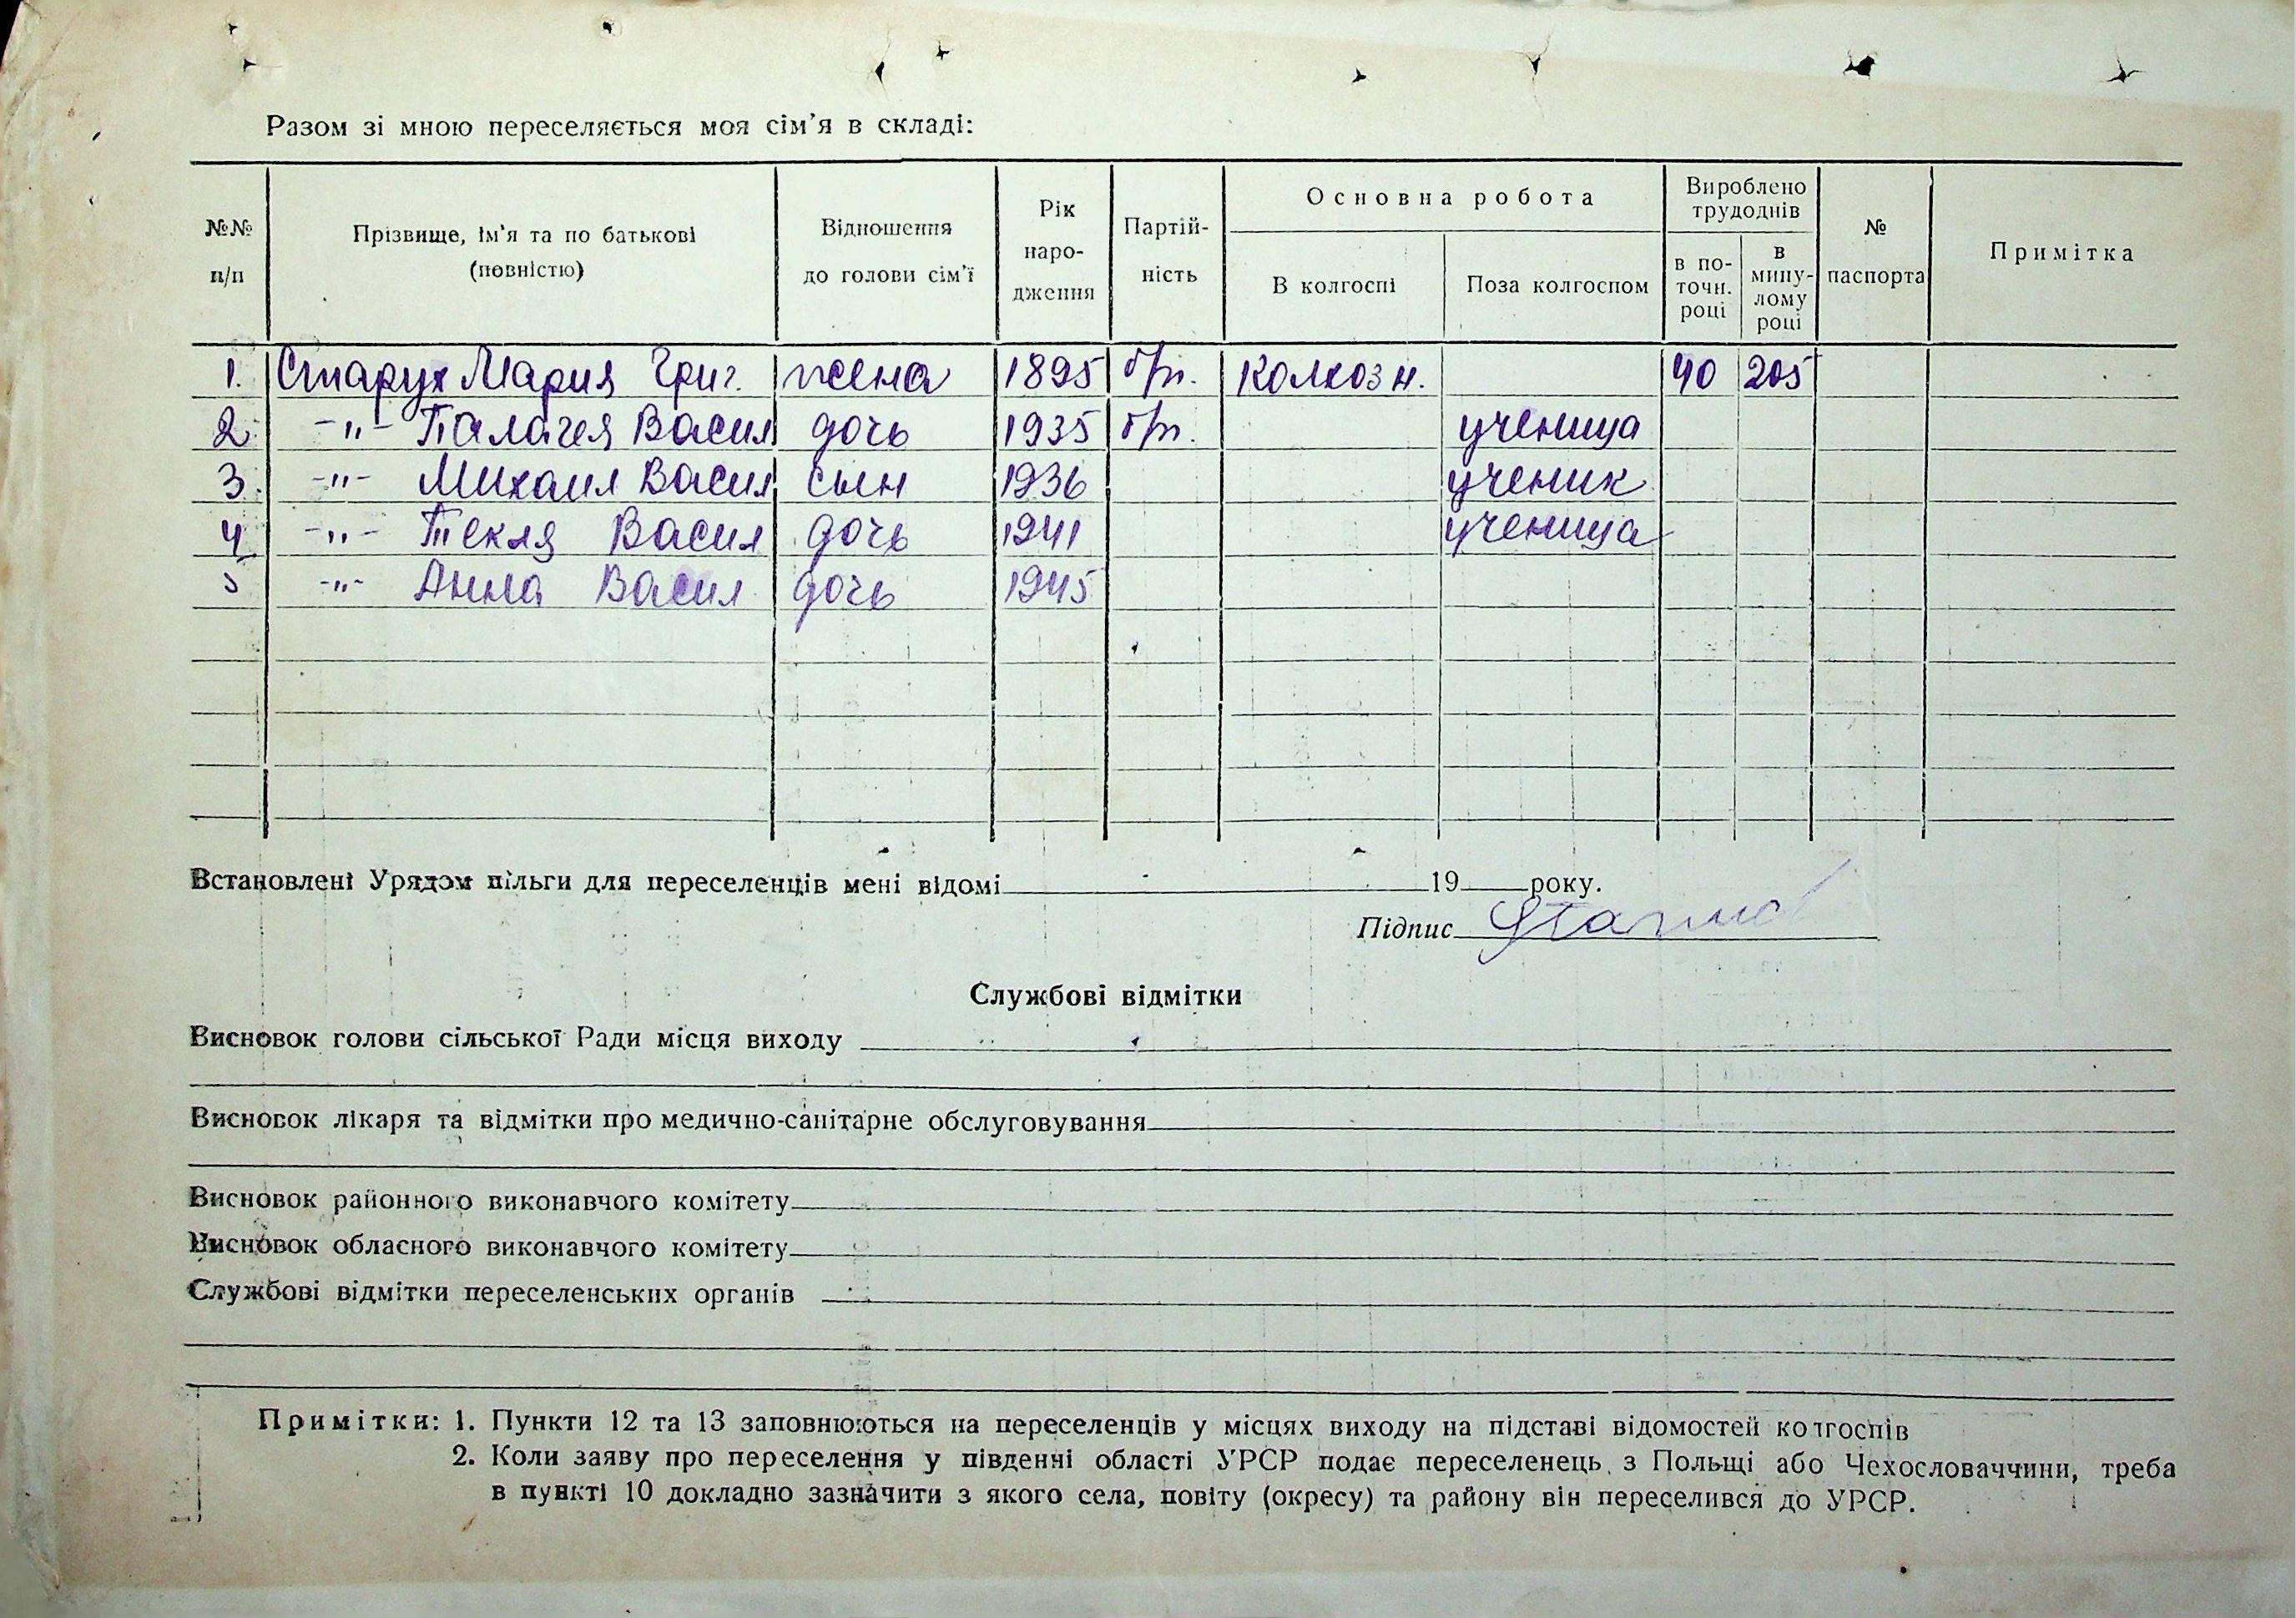 Разом зі мною переселяється моя сім'я в складі:
№№ п/п | Прізвище, ім'я та по батькові (повністю) | Відношення до голови сім'ї | Рік народження | Партійність | Основна робота | Вироблено трудоднів | № паспорта | Примітка
В колгоспі | Поза колгоспом | в поточн. році | в минулому році
1. Старух Мария Григ. жена 1895 б/п. колхозн. 40 205
2. -"- Палагея Васил дочь 1935 б/п. ученица
3. -"- Михаил Васил сын 1936 ученик
4 -"- Текля Васил дочь 1941 ученица
5 -"- Анна Васил дочь 1945
Встановлені Урядом пільги для переселенців мені відомі 19 року.
Підпис
Службові відмітки
Висновок голови сільської Ради місця виходу
Висновок лікаря та відмітки про медично-санітарне обслуговування
Висновок районного виконавчого комітету
Висновок обласного виконавчого комітету
Службові відмітки переселенських органів
Примітки: 1. Пункти 12 та 13 заповнюються на переселенців у місцях виходу на підставі відомостей колгоспів
2. Коли заяву про переселення у південні області УРСР подає переселенець з Польщі або Чехословаччини, треба
в пункті 10 докладно зазначити з якого села, повіту (окресу) та району він переселився до УРСР.